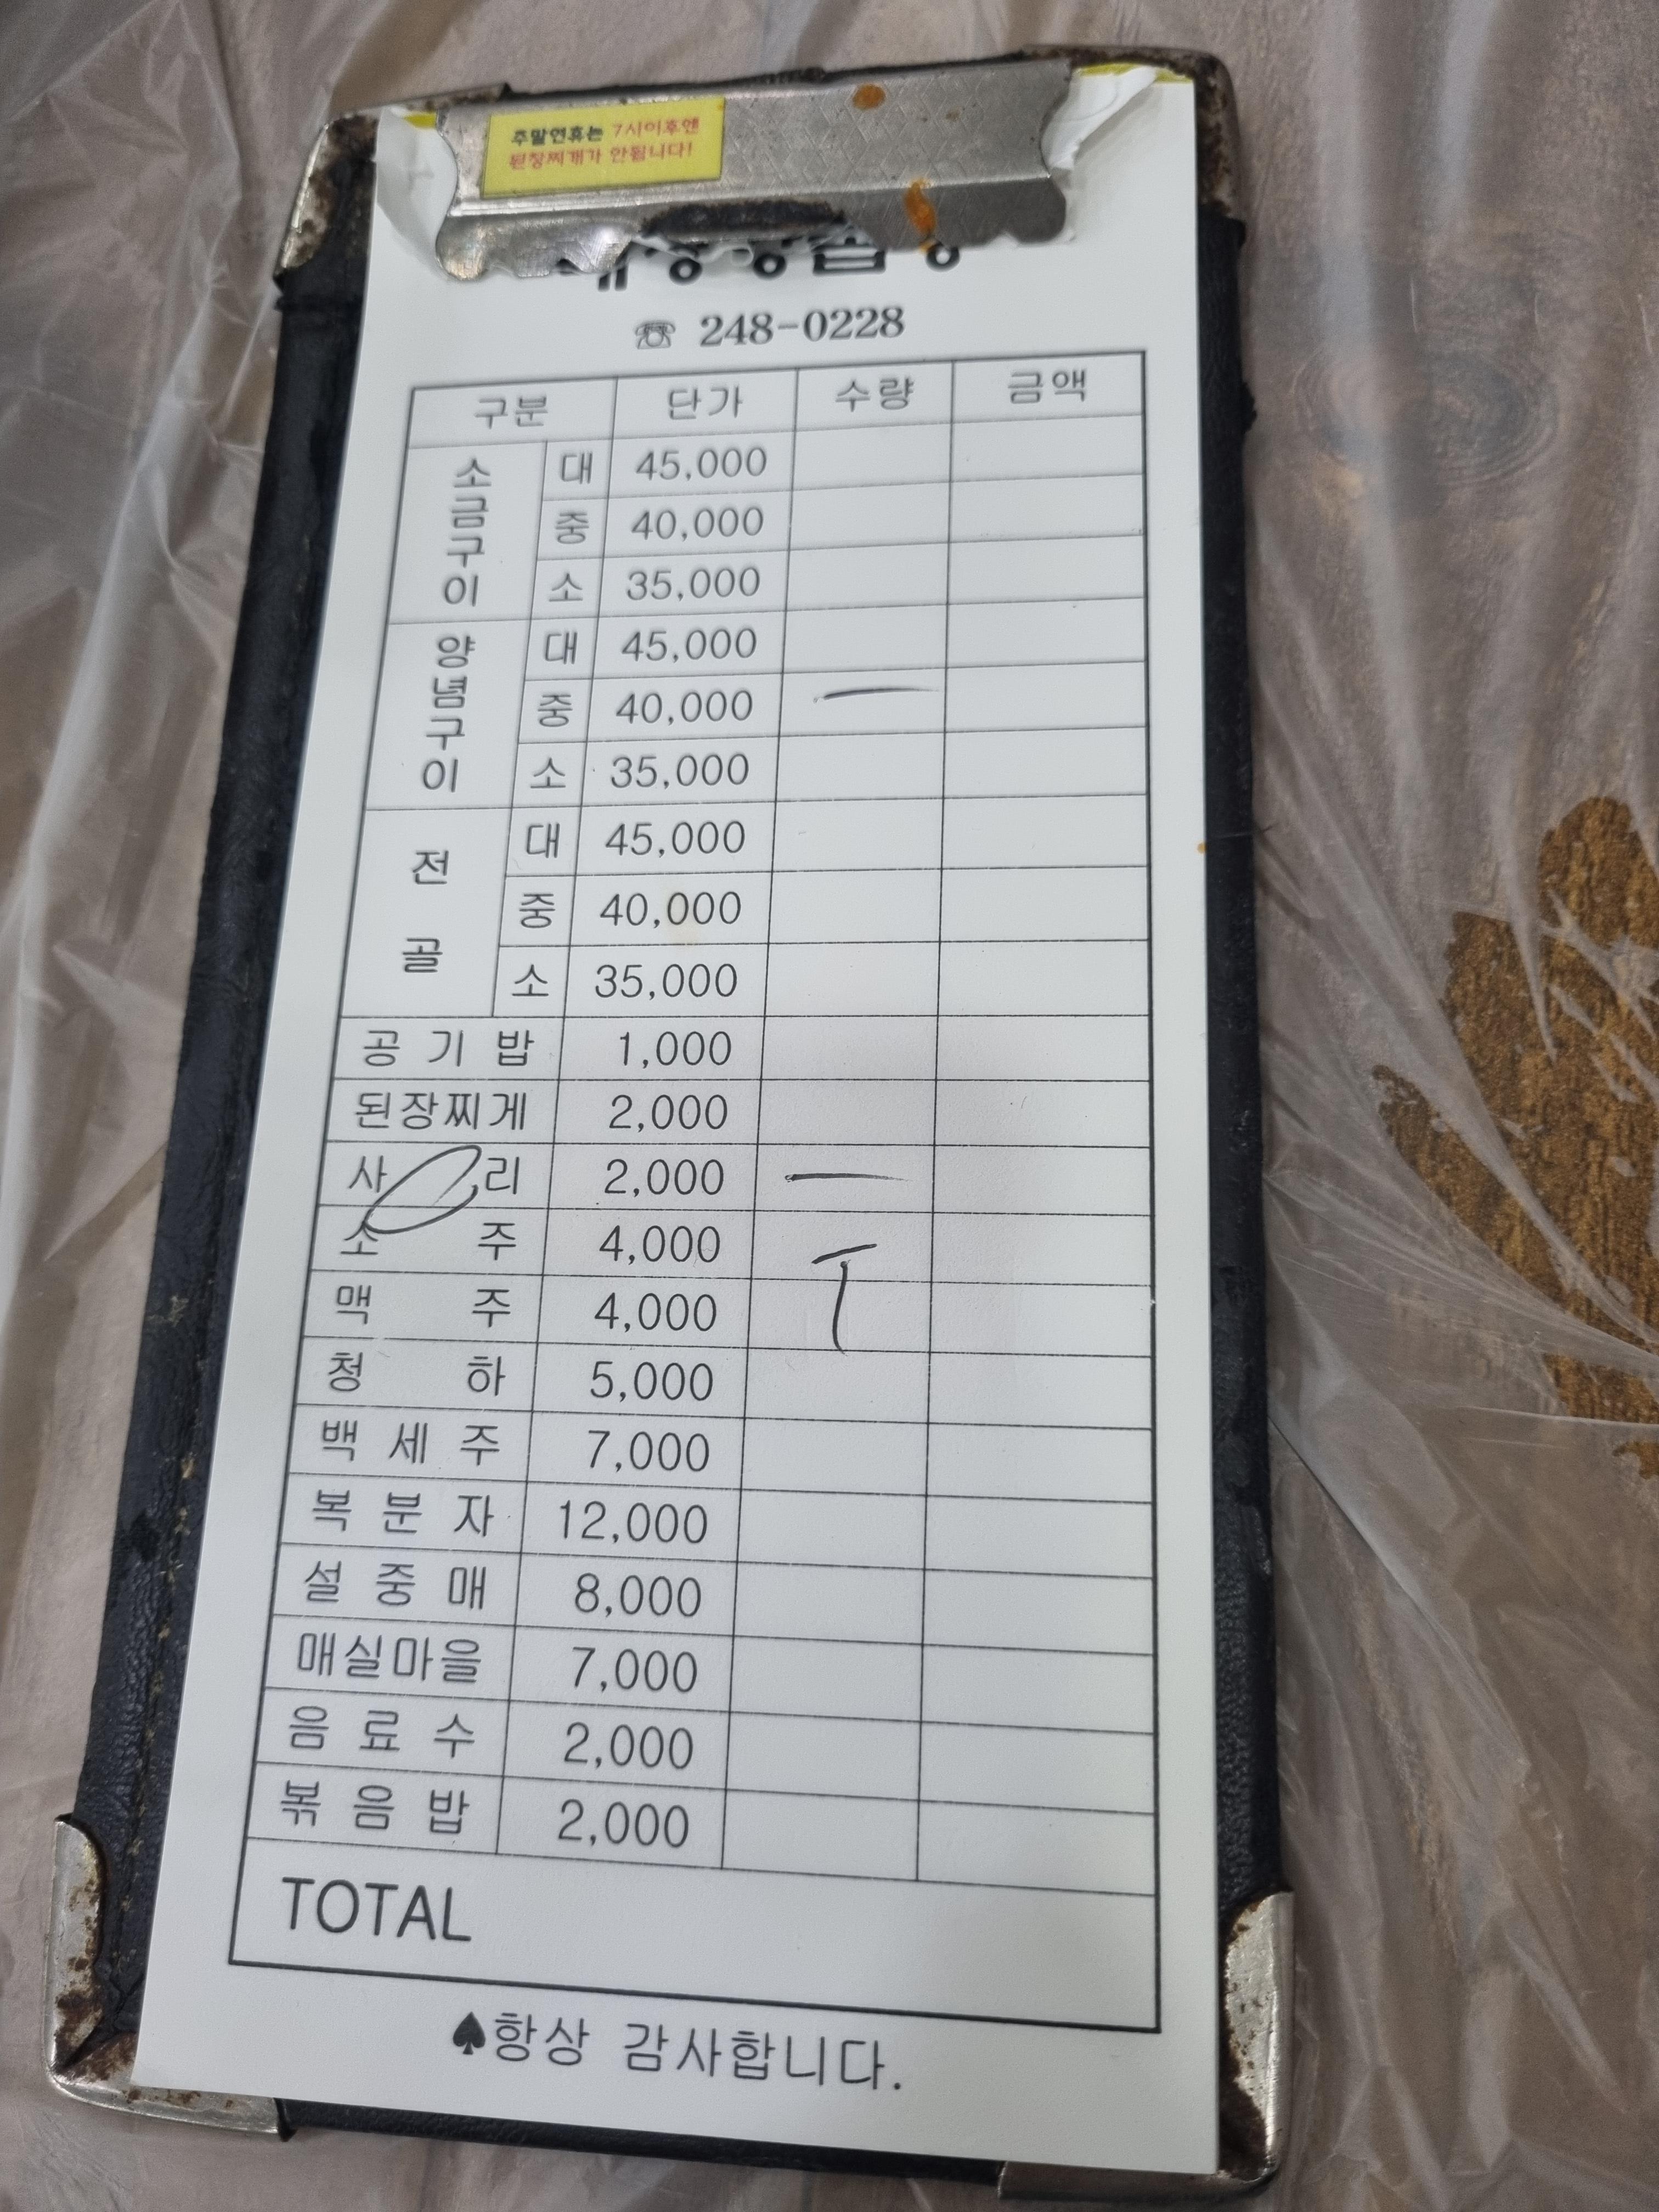 주말연휴는 7시이후엔
된장찌개가 안됩니다!
☏ 248-0228
구분 단가 수량 금액
소금구이 대 45,000
중 40,000
소 35,000
양념구이 대 45,000
중 40,000 一
소 35,000
전골 대 45,000
중 40,000
소 35,000
공기밥 1,000
된장찌게 2,000
사리 2,000 一
소주 4,000 T
맥주 4,000
청하 5,000
백세주 7,000
복분자 12,000
설중매 8,000
매실마을 7,000
음료수 2,000
볶음밥 2,000
TOTAL
♠항상 감사합니다.